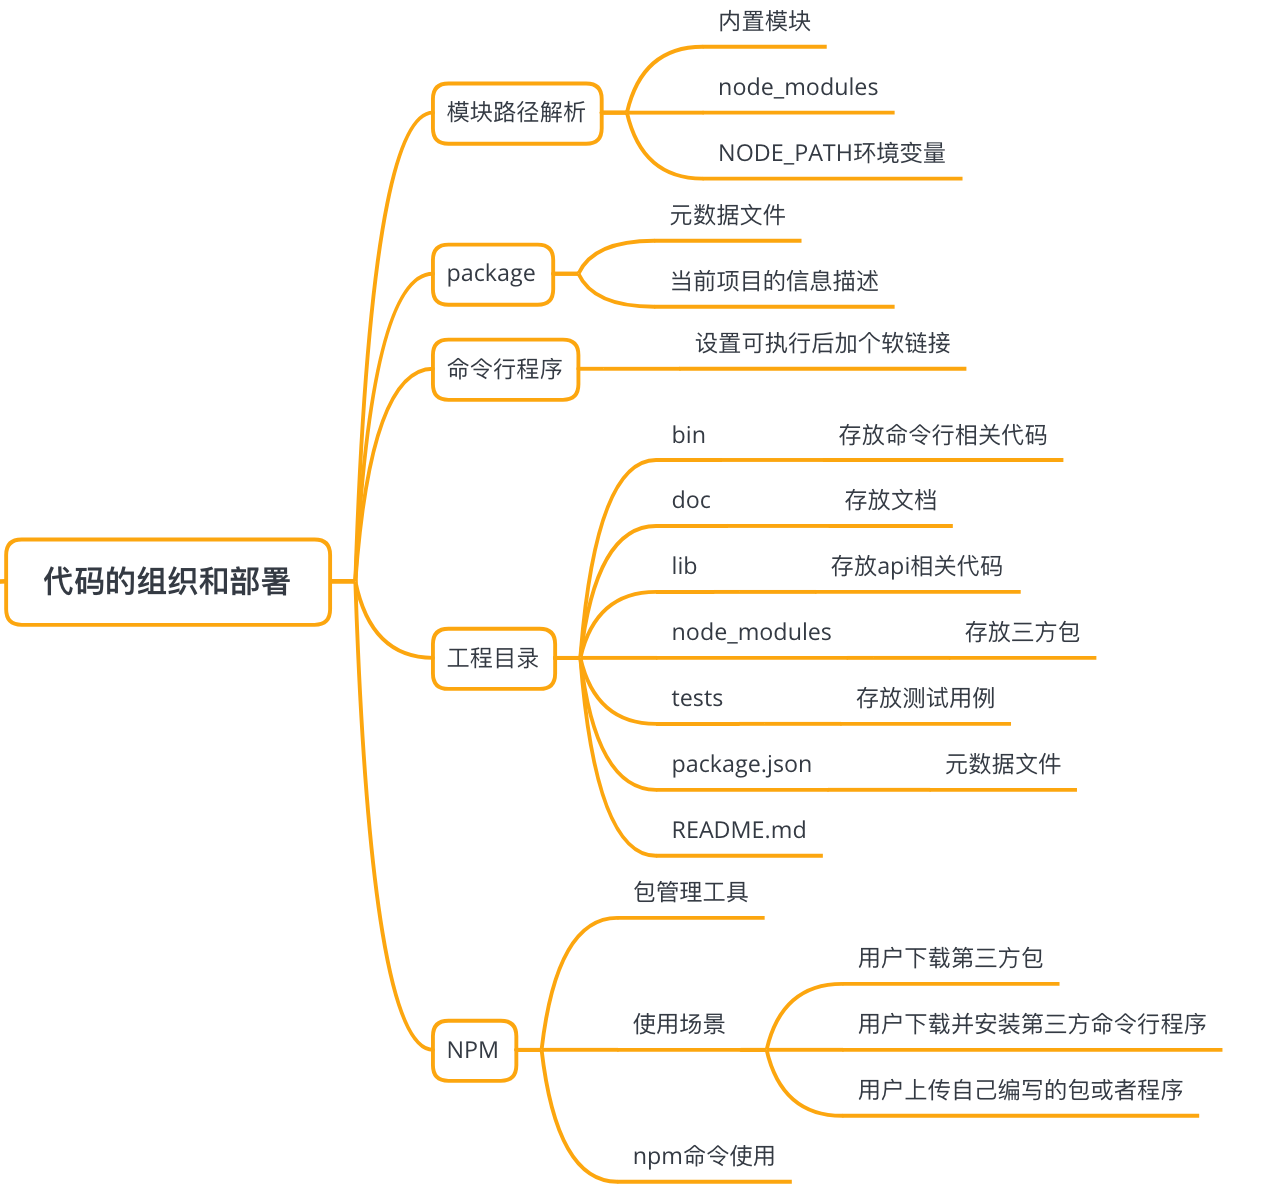 代码的组织和部署
模块路径解析
内置模块
node_modules
NODE_PATH环境变量
package
元数据文件
当前项目的信息描述
命令行程序
设置可执行后加个软链接
工程目录
bin
存放命令行相关代码
doc
存放文档
lib
存放api相关代码
node_modules
存放三方包
tests
存放测试用例
package.json
元数据文件
README.md
NPM
包管理工具
使用场景
用户下载第三方包
用户下载并安装第三方命令行程序
用户上传自己编写的包或者程序
npm命令使用